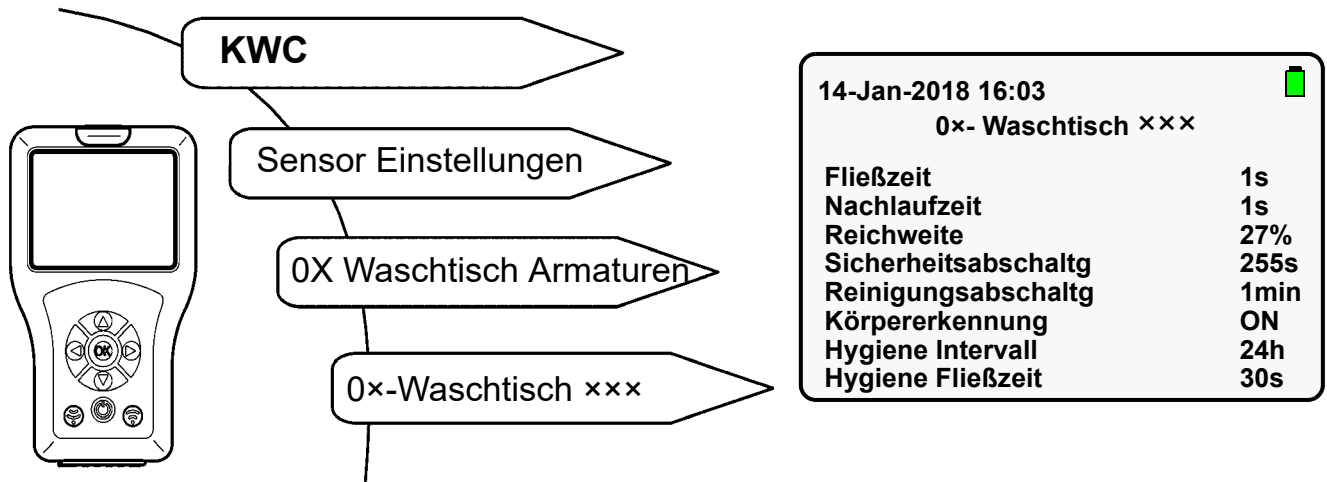 KWC
Sensor Einstellungen
0X Waschtisch Armaturen
0×-Waschtisch ×××
OK
14-Jan-2018 16:03
0×- Waschtisch ×××
Fließzeit 1s
Nachlaufzeit 1s
Reichweite 27%
Sicherheitsabschaltg 255s
Reinigungsabschaltg 1min
Körpererkennung ON
Hygiene Intervall 24h
Hygiene Fließzeit 30s